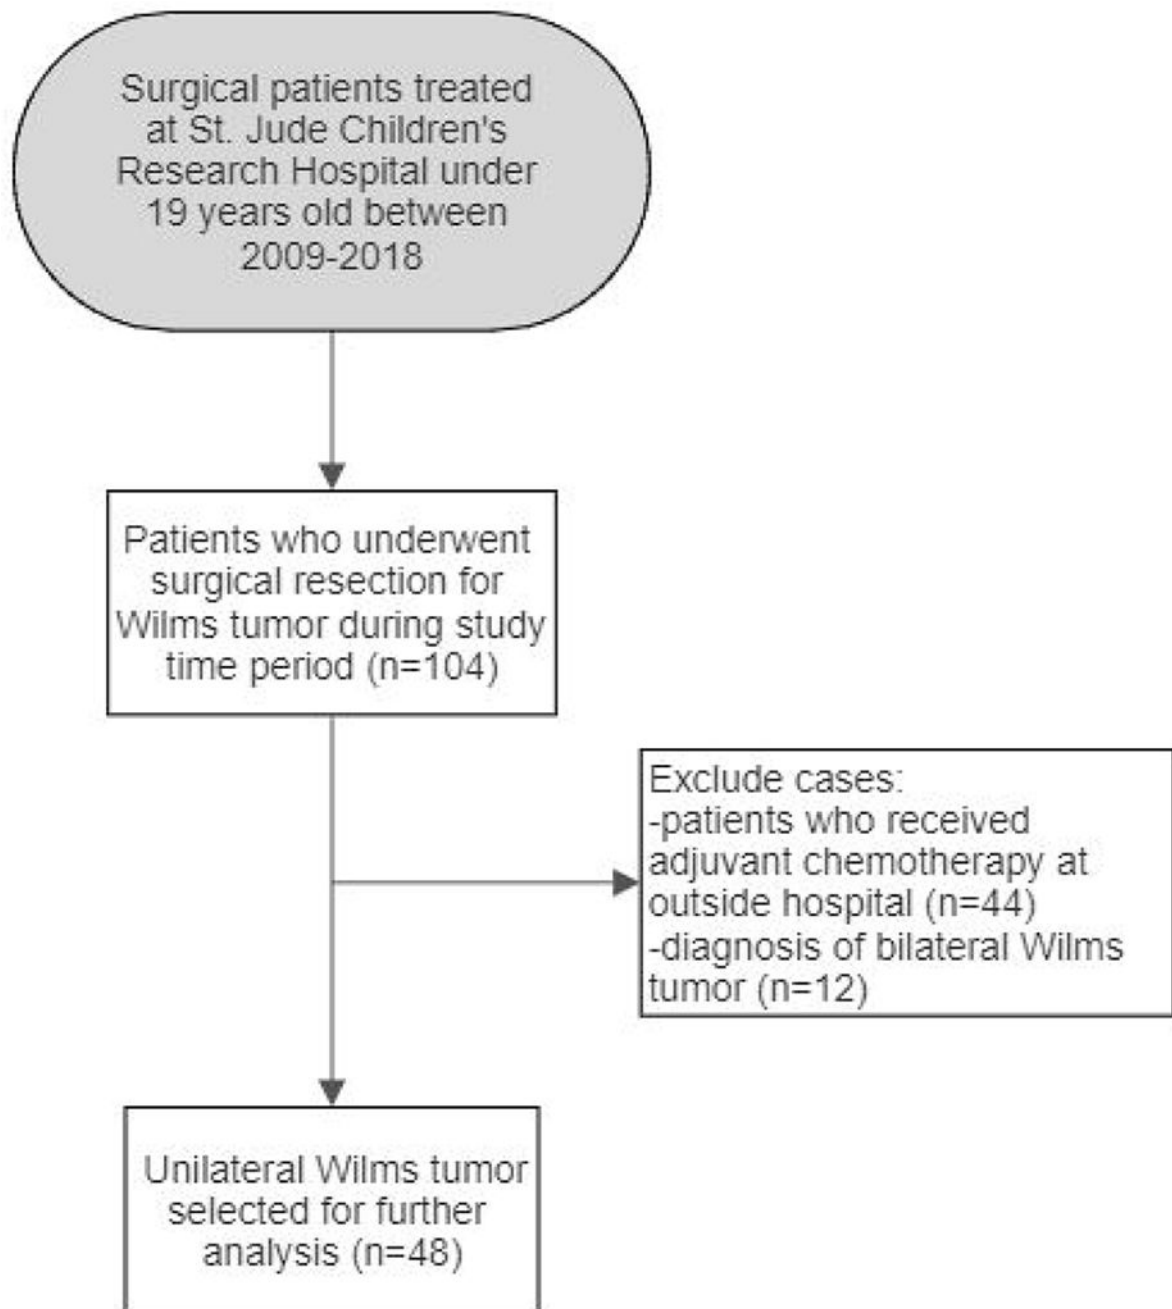 Surgical patients treated
at St. Jude Children's
Research Hospital under
19 years old between
2009-2018
Patients who underwent
surgical resection for
Wilms tumor during study
time period (n=104)
Exclude cases:
-patients who received
adjuvant chemotherapy at
outside hospital (n=44)
-diagnosis of bilateral Wilms
tumor (n=12)
Unilateral Wilms tumor
selected for further
analysis (n=48)